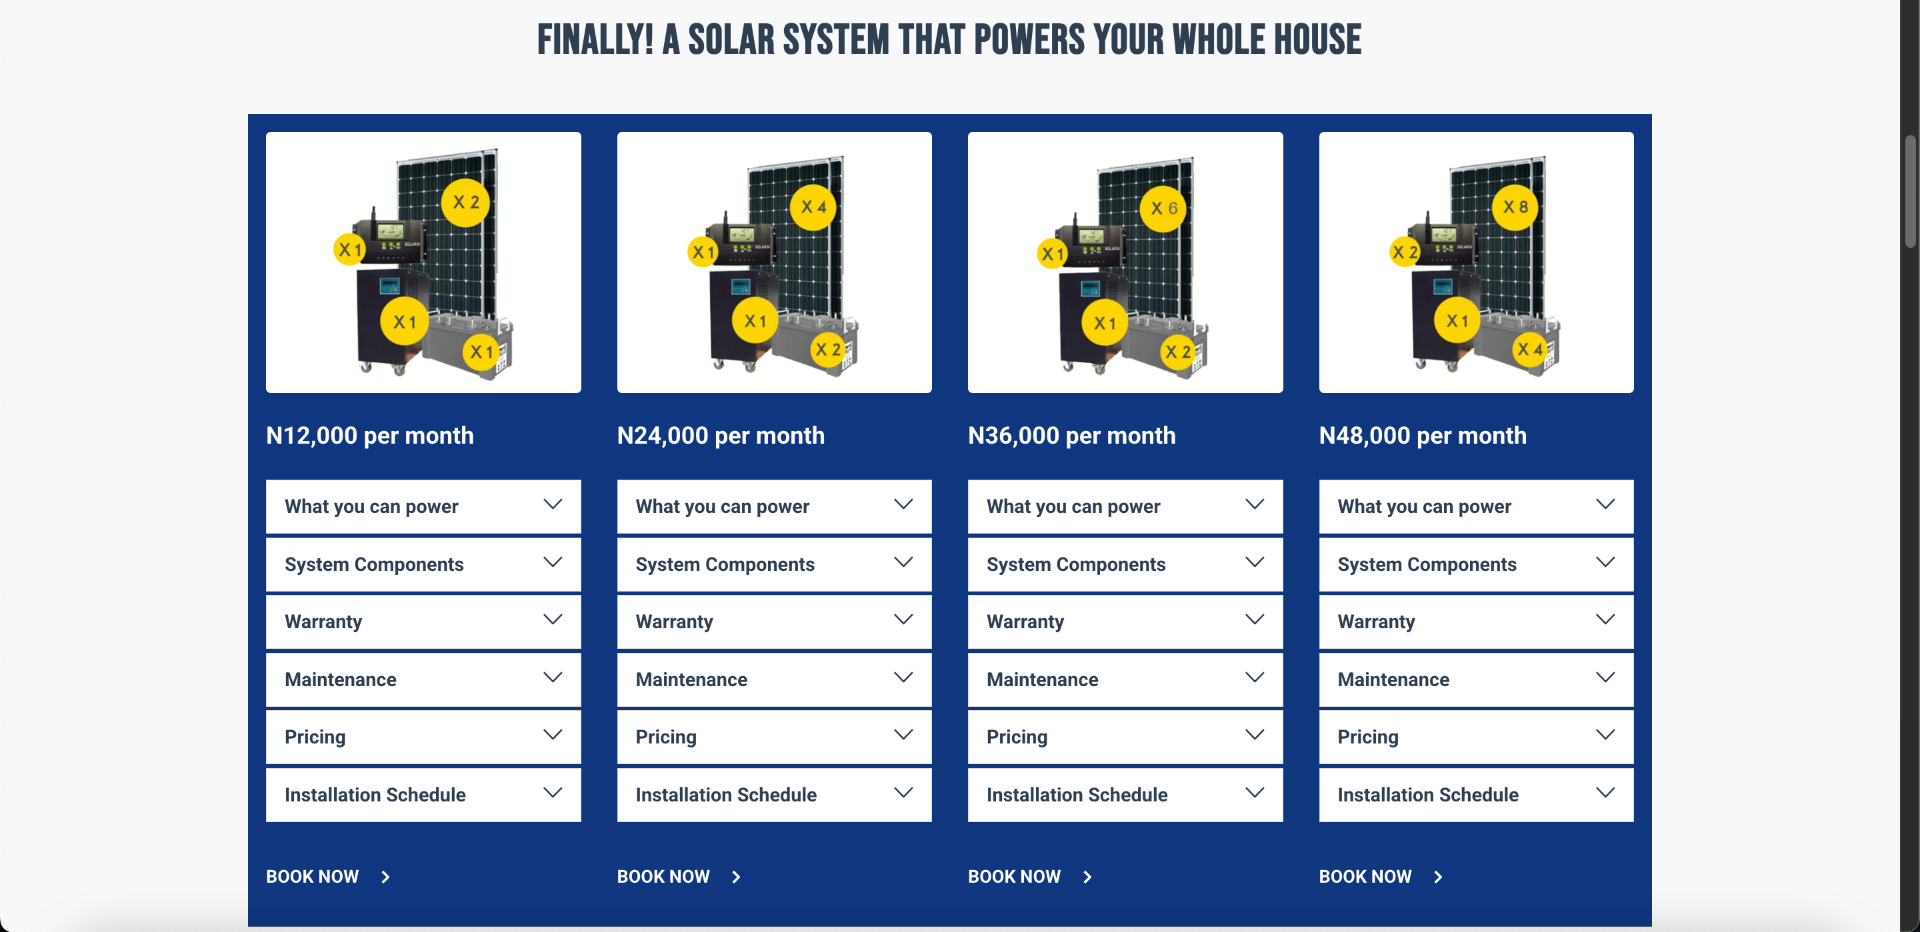 FINALLY! A SOLAR SYSTEM THAT POWERS YOUR WHOLE HOUSE
X 2
X 1
X 1
X 1
N12,000 per month
What you can power
System Components
Warranty
Maintenance
Pricing
Installation Schedule
BOOK NOW
X 4
X 1
X 1
X 2
N24,000 per month
What you can power
System Components
Warranty
Maintenance
Pricing
Installation Schedule
BOOK NOW
X 6
X 1
X 1
X 2
N36,000 per month
What you can power
System Components
Warranty
Maintenance
Pricing
Installation Schedule
BOOK NOW
X 8
X 2
X 1
X 4
N48,000 per month
What you can power
System Components
Warranty
Maintenance
Pricing
Installation Schedule
BOOK NOW